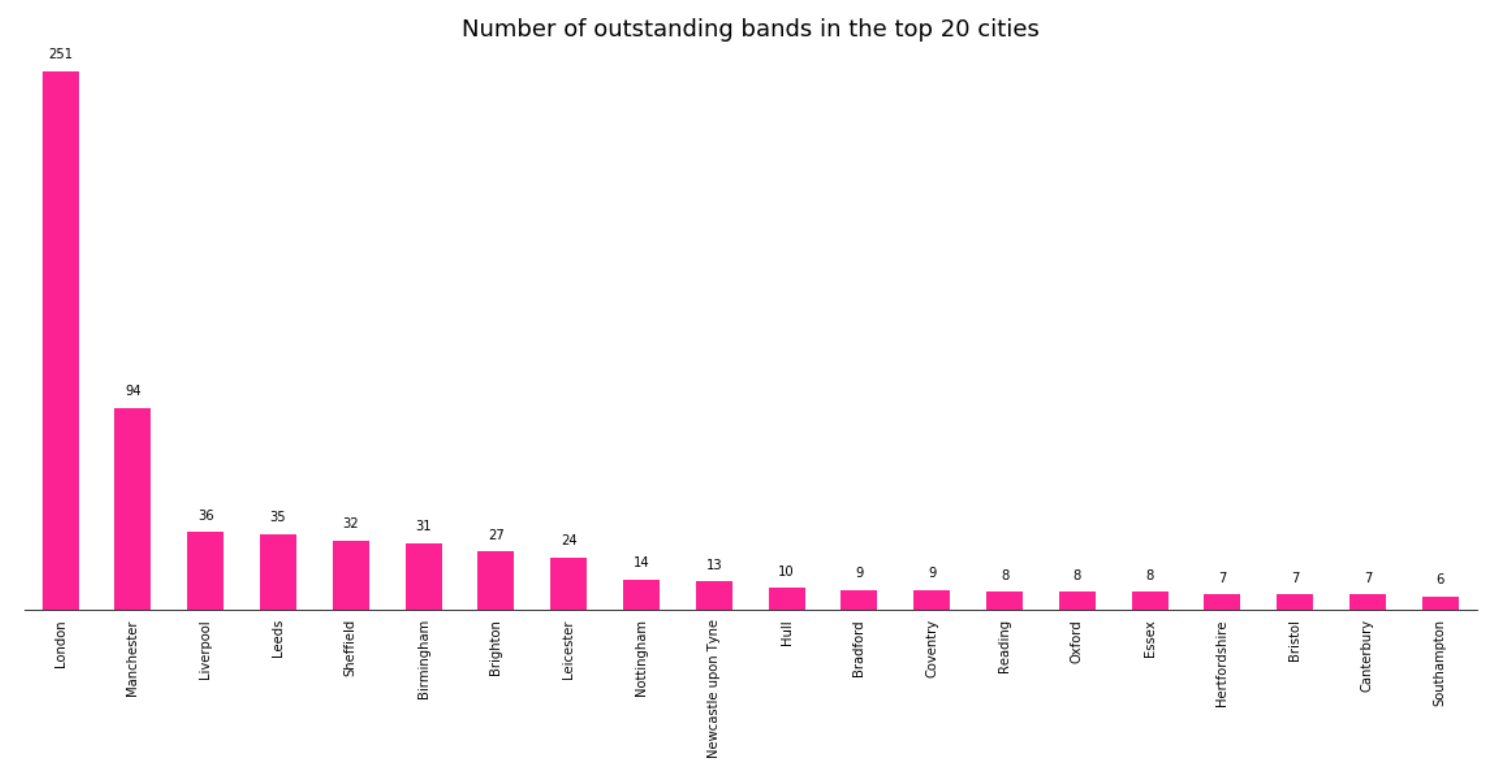 Number of outstanding bands in the top 20 cities
251
94
36
35
32
31
27
24
14
13
10
9
9
8
8
8
7
7
7
6
London
Manchester
Liverpool
Leeds
Sheffield
Birmingham
Brighton
Leicester
Nottingham
Newcastle upon Tyne
Hull
Bradford
Coventry
Reading
Oxford
Essex
Hertfordshire
Bristol
Canterbury
Southampton